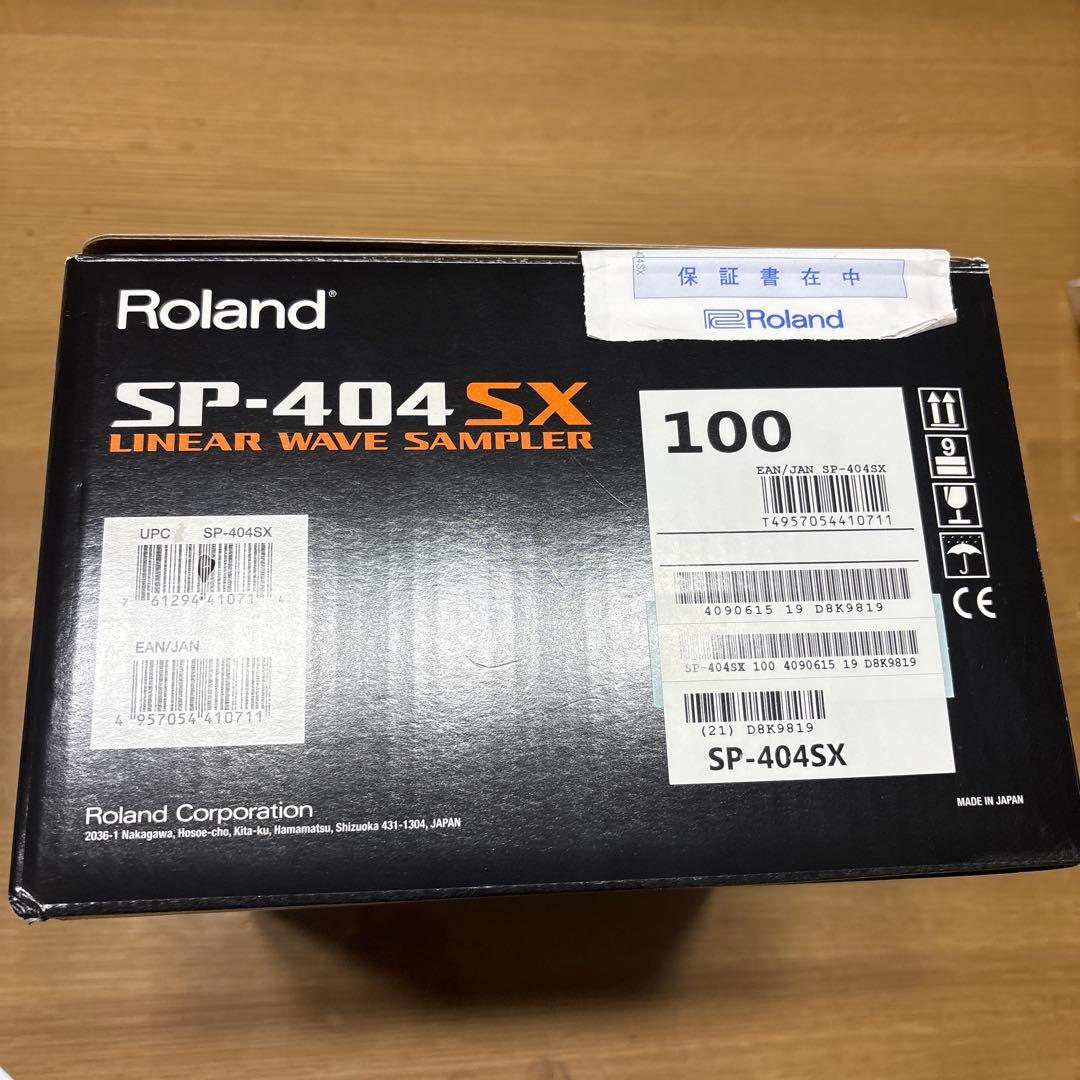 Roland®
SP-404SX
LINEAR WAVE SAMPLER
404SX
保証書在中
Roland
100
EAN/JAN SP-404SX
T4957054410711
4090615 19 D8K9819
SP-404SX 100 4090615 19 D8K9819
(21) D8K9819
SP-404SX
9
CE
UPC SP-404SX
7 61294 41071 4
EAN/JAN
4 957054 410711
Roland Corporation
2036-1 Nakagawa, Hosoe-cho, Kita-ku, Hamamatsu, Shizuoka 431-1304, JAPAN
MADE IN JAPAN